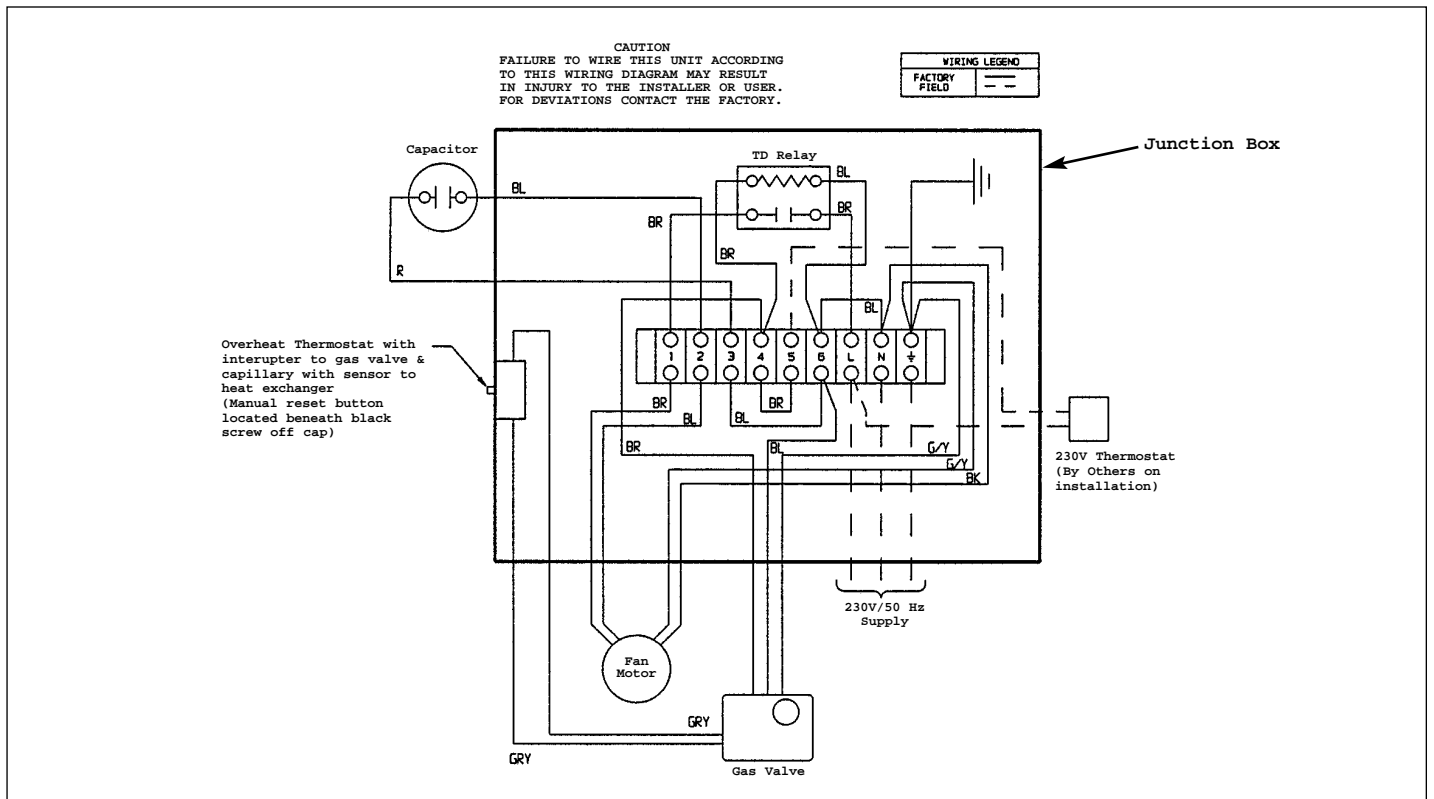 CAUTION
FAILURE TO WIRE THIS UNIT ACCORDING
TO THIS WIRING DIAGRAM MAY RESULT
IN INJURY TO THE INSTALLER OR USER.
FOR DEVIATIONS CONTACT THE FACTORY.
WIRING LEGEND
FACTORY
FIELD
Junction Box
Capacitor
TD Relay
BL
BL
BR
BR
BR
R
BL
Overheat Thermostat with
interupter to gas valve &
capillary with sensor to
heat exchanger
(Manual reset button
located beneath black
screw off cap)
1 2 3 4 5 6 L N
BR
BL
BL
BR
BR
BL
G/Y
G/Y
BK
230V Thermostat
(By Others on
installation)
230V/50 Hz
Supply
Fan
Motor
GRY
GRY
Gas Valve